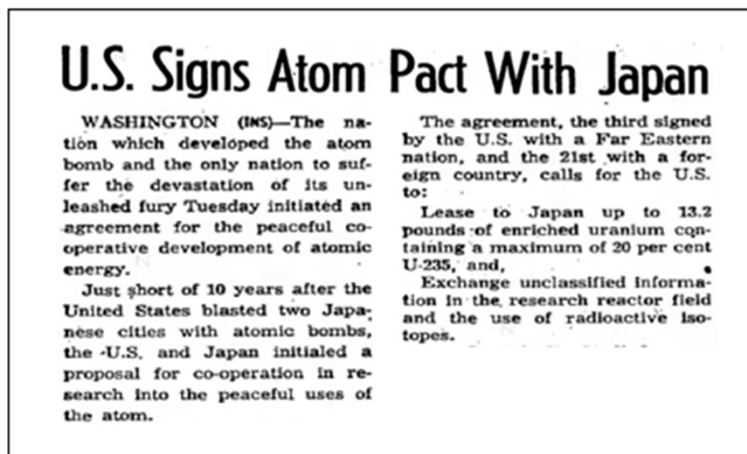 U.S. Signs Atom Pact With Japan
WASHINGTON (INS)—The na-
tion which developed the atom
bomb and the only nation to suf-
fer the devastation of its un-
leashed fury Tuesday initiated an
agreement for the peaceful co-
operative development of atomic
energy.
Just short of 10 years after the
United States blasted two Japa-
nese cities with atomic bombs,
the U.S. and Japan initialed a
proposal for co-operation in re-
search into the peaceful uses of
the atom.
The agreement, the third signed
by the U.S. with a Far Eastern
nation, and the 21st with a for-
eign country, calls for the U.S.
to:
Lease to Japan up to 13.2
pounds of enriched uranium con-
taining a maximum of 20 per cent
U-235, and,
Exchange unclassified informa-
tion in the research reactor field
and the use of radioactive iso-
topes.